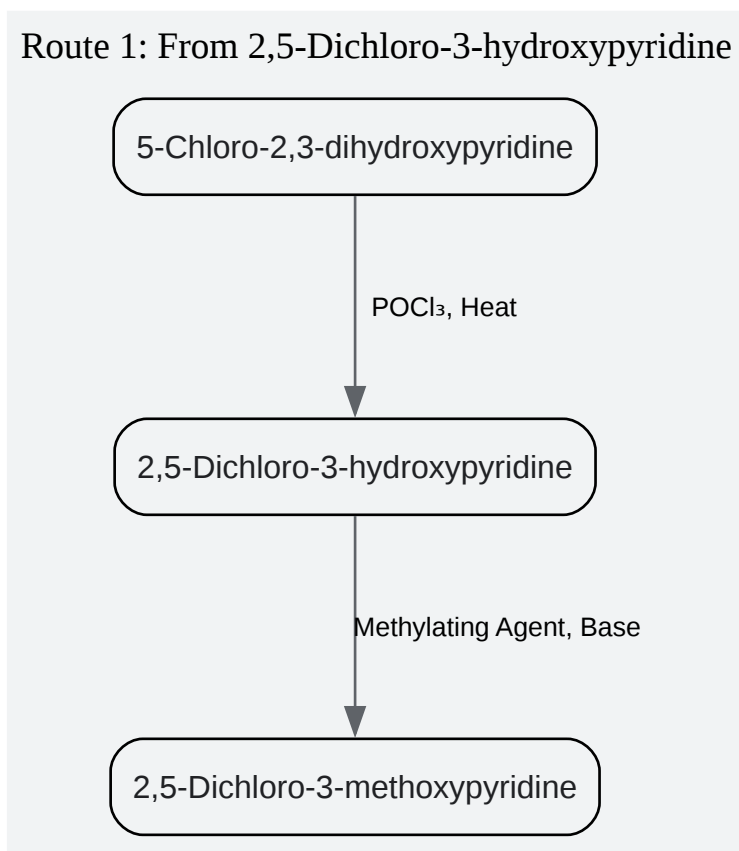 Route 1: From 2,5-Dichloro-3-hydroxypyridine
5-Chloro-2,3-dihydroxypyridine
POCl₃, Heat
2,5-Dichloro-3-hydroxypyridine
Methylating Agent, Base
2,5-Dichloro-3-methoxypyridine